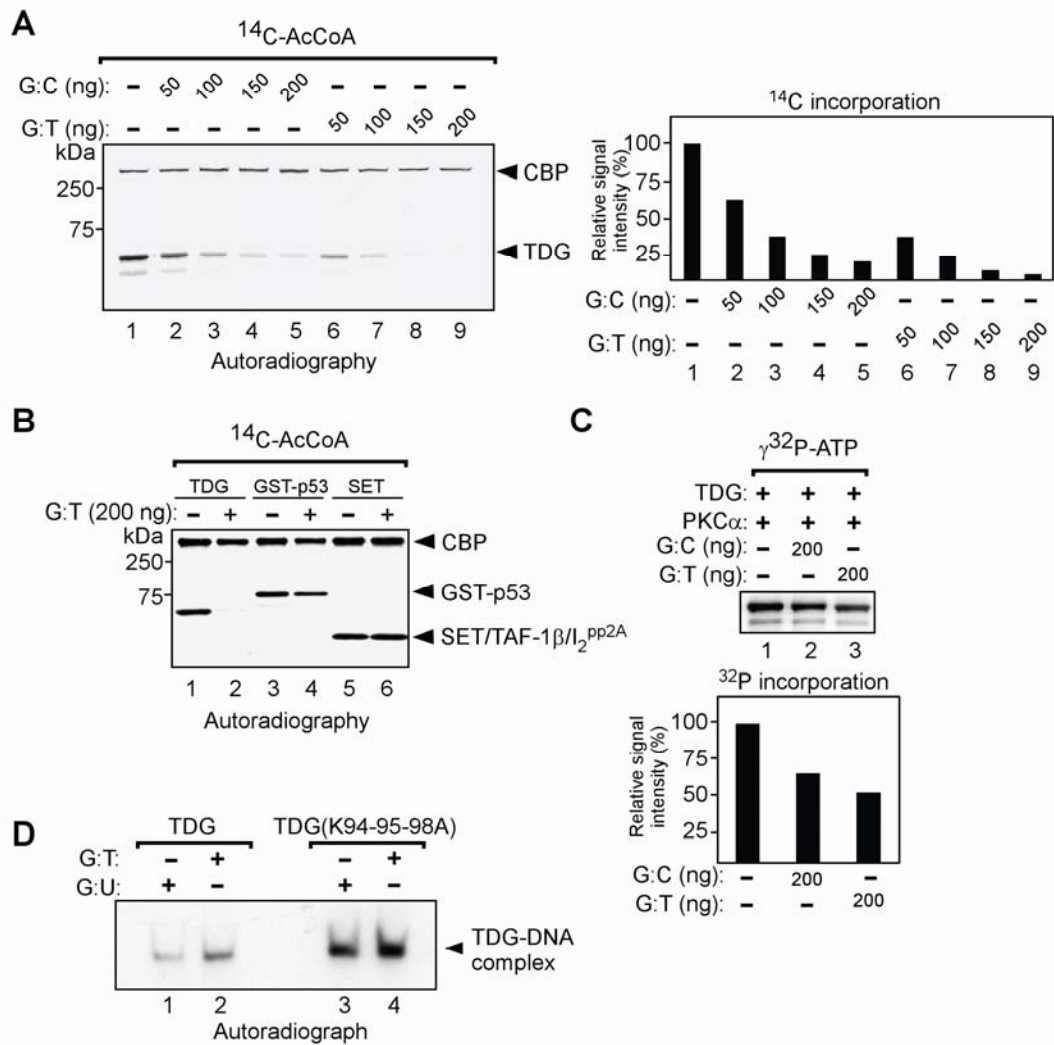 A
¹⁴C-AcCoA
G:C (ng): – 50 100 150 200 – – – –
G:T (ng): – – – – – 50 100 150 200
kDa
250
75
CBP
TDG
1 2 3 4 5 6 7 8 9
Autoradiography
¹⁴C incorporation
Relative signal
intensity (%)
100
75
50
25
G:C (ng): – 50 100 150 200 – – – –
G:T (ng): – – – – – 50 100 150 200
1 2 3 4 5 6 7 8 9
B
¹⁴C-AcCoA
TDG GST-p53 SET
G:T (200 ng): – + – + – +
kDa
250
75
CBP
GST-p53
SET/TAF-1β/I₂ᵖᵖ²ᴬ
1 2 3 4 5 6
Autoradiography
C
γ³²P-ATP
TDG: + + +
PKCα: + + +
G:C (ng): – 200 –
G:T (ng): – – 200
1 2 3
³²P incorporation
Relative signal
intensity (%)
100
75
50
25
G:C (ng): – 200 –
G:T (ng): – – 200
D
TDG TDG(K94-95-98A)
G:T: – + – +
G:U: + – + –
TDG-DNA
complex
1 2 3 4
Autoradiograph